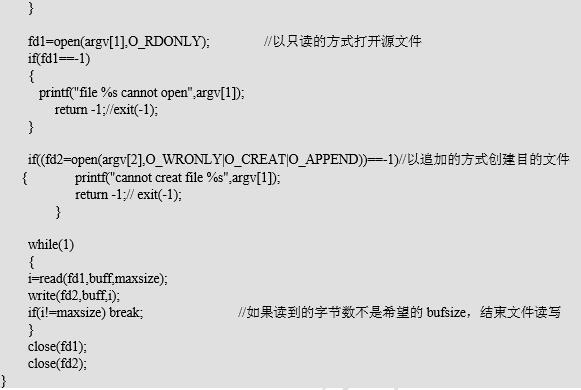 }
fd1=open(argv[1],O_RDONLY); //以只读的方式打开源文件
if(fd1==-1)
{
printf("file %s cannot open",argv[1]);
return -1;//exit(-1);
}
if((fd2=open(argv[2],O_WRONLY|O_CREAT|O_APPEND))==-1)//以追加的方式创建目的文件
{ printf("cannot creat file %s",argv[1]);
return -1;// exit(-1);
}
while(1)
{
i=read(fd1,buff,maxsize);
write(fd2,buff,i);
if(i!=maxsize) break; //如果读到的字节数不是希望的 bufsize，结束文件读写
}
close(fd1);
close(fd2);
}